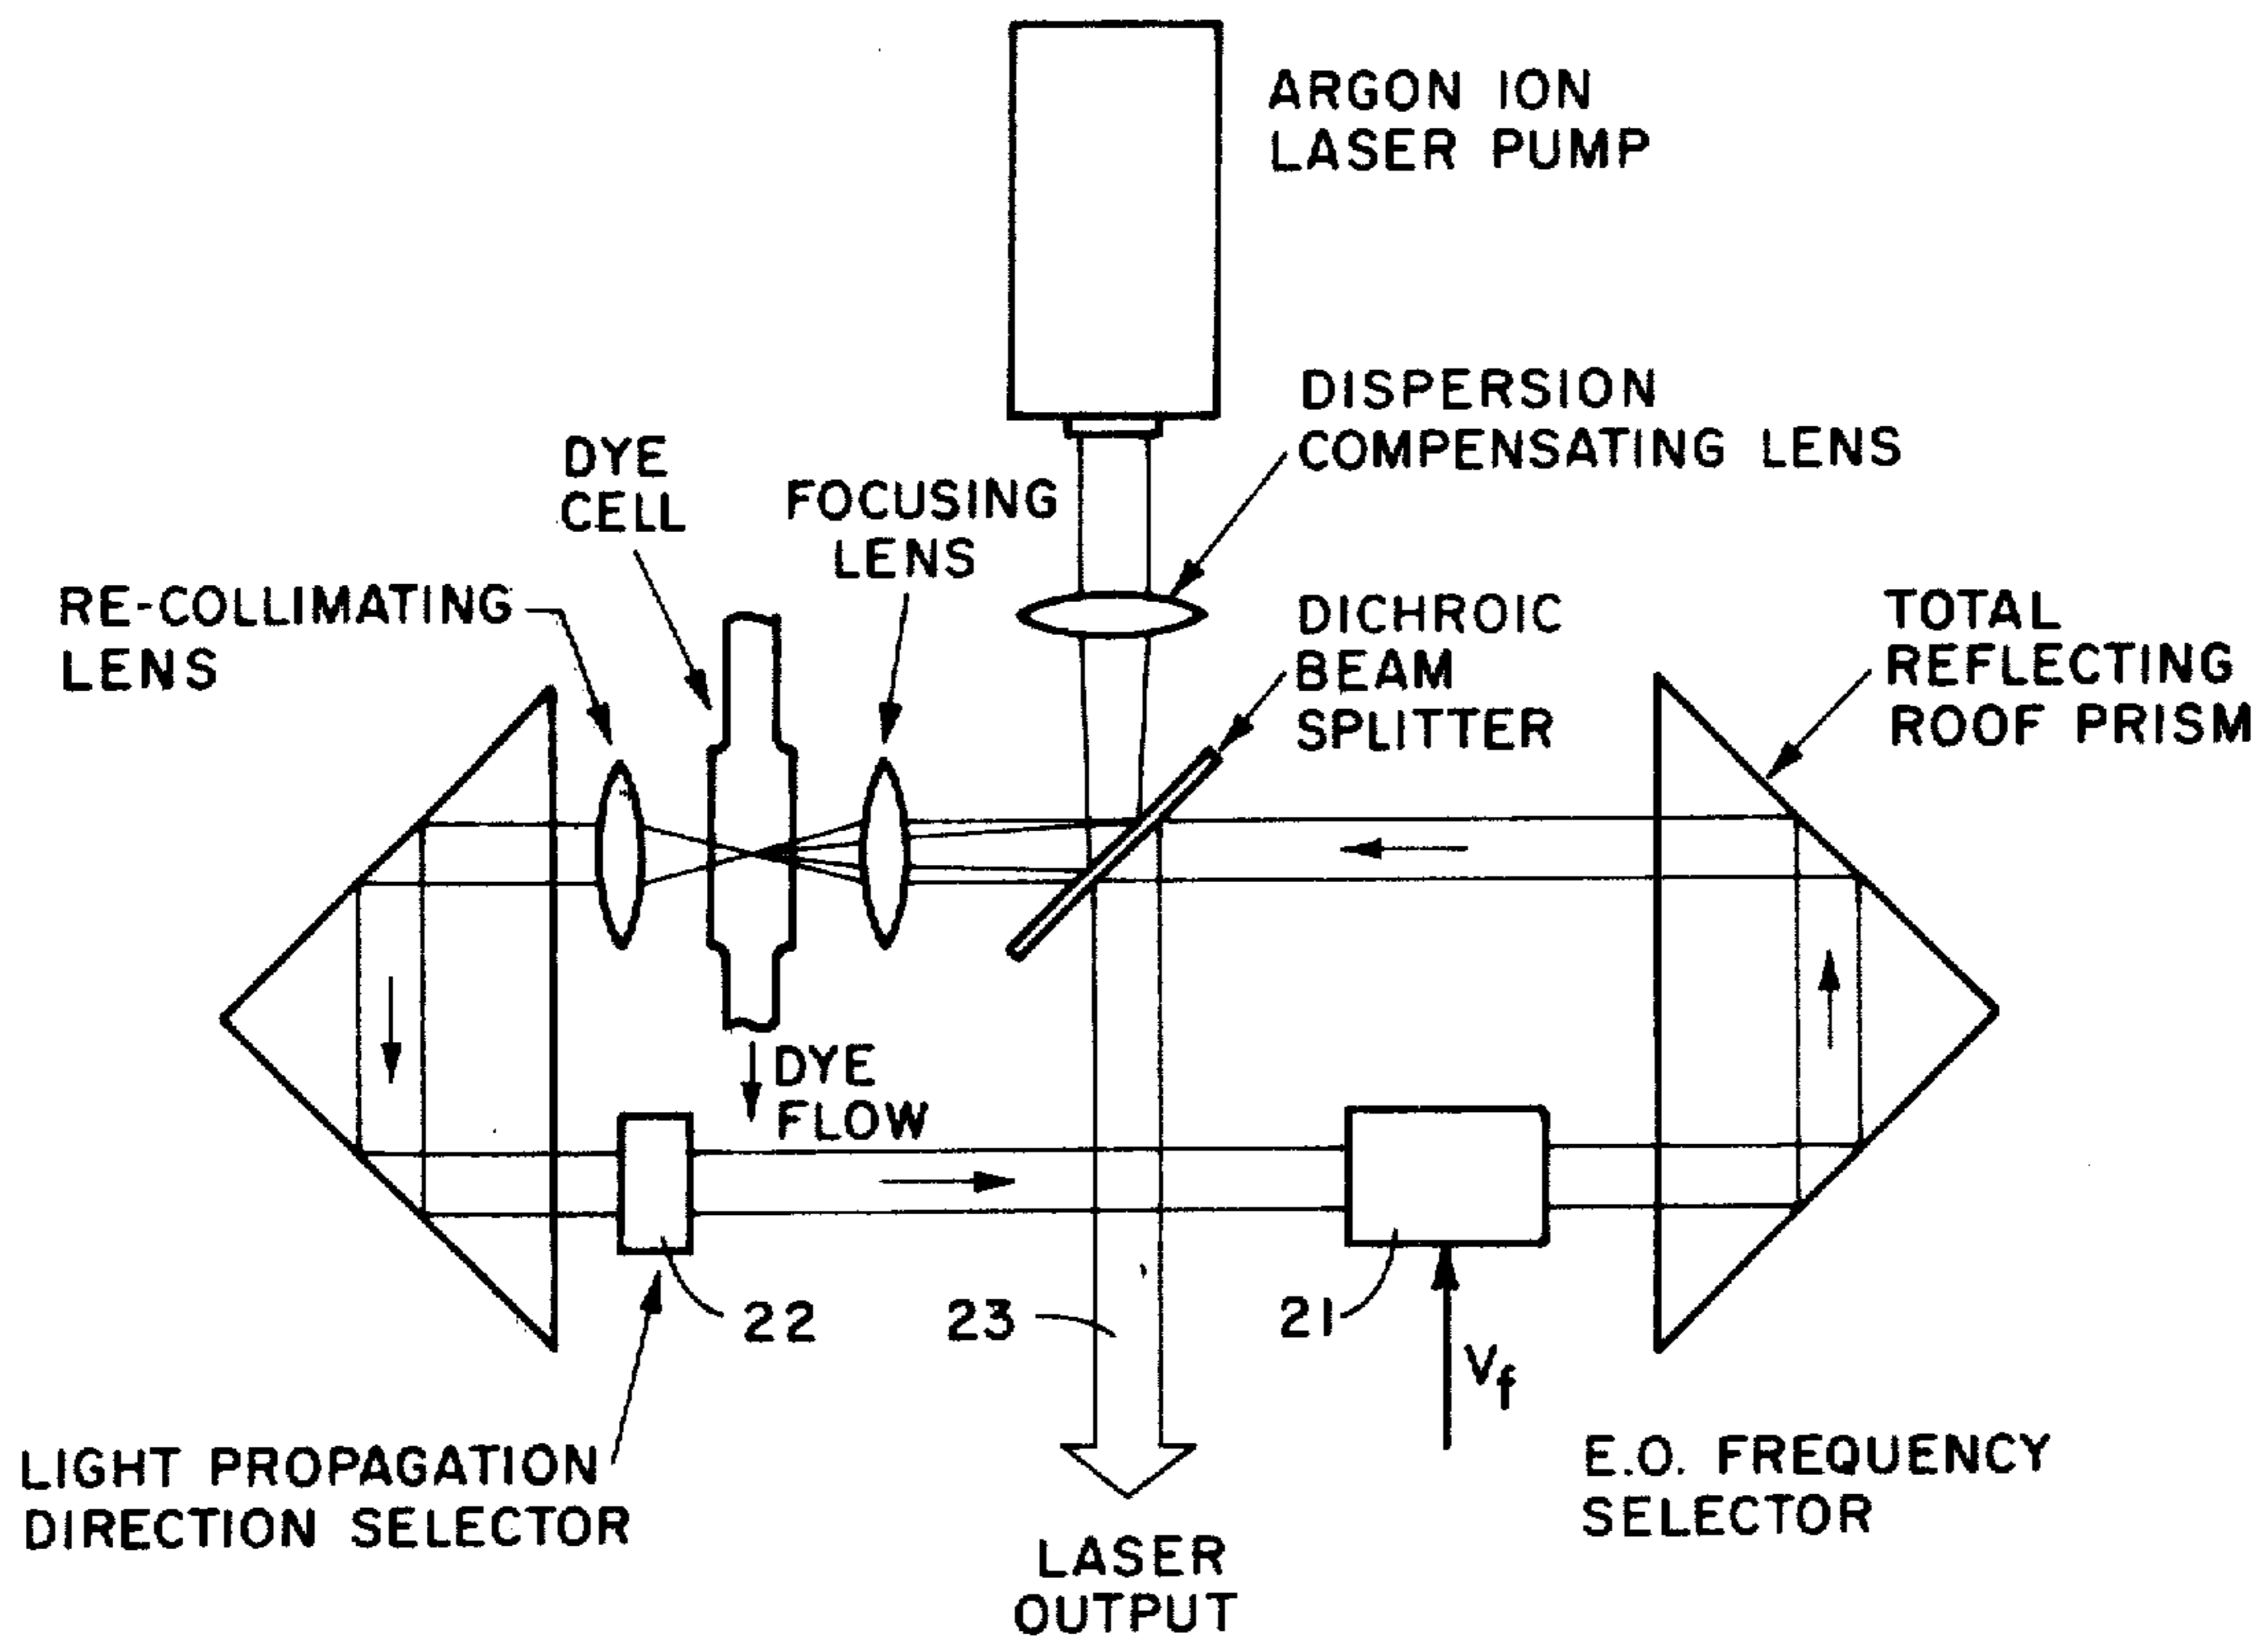 ARGON ION
LASER PUMP
DISPERSION
COMPENSATING LENS
DYE
CELL
FOCUSING
LENS
RE-COLLIMATING
LENS
DICHROIC
BEAM
SPLITTER
TOTAL
REFLECTING
ROOF PRISM
DYE
FLOW
22
23
21
Vf
LIGHT PROPAGATION
DIRECTION SELECTOR
E.O. FREQUENCY
SELECTOR
LASER
OUTPUT